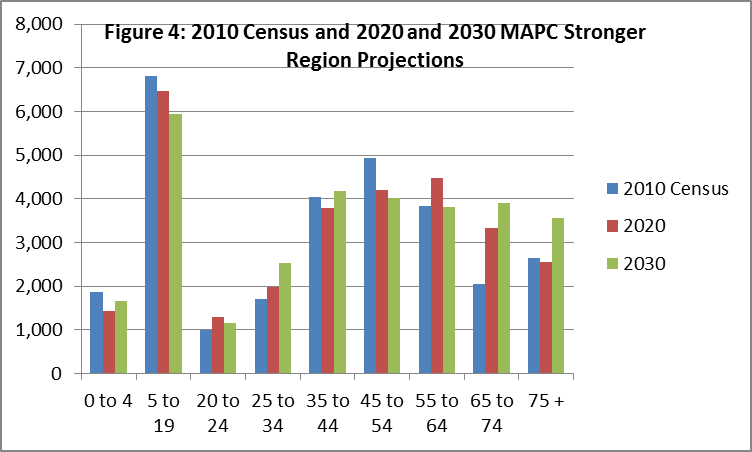 Figure 4: 2010 Census and 2020 and 2030 MAPC Stronger
Region Projections
8,000
7,000
6,000
5,000
4,000
3,000
2,000
1,000
0
0 to 4
5 to
19
20 to
24
25 to
34
35 to
44
45 to
54
55 to
64
65 to
74
75 +
2010 Census
2020
2030